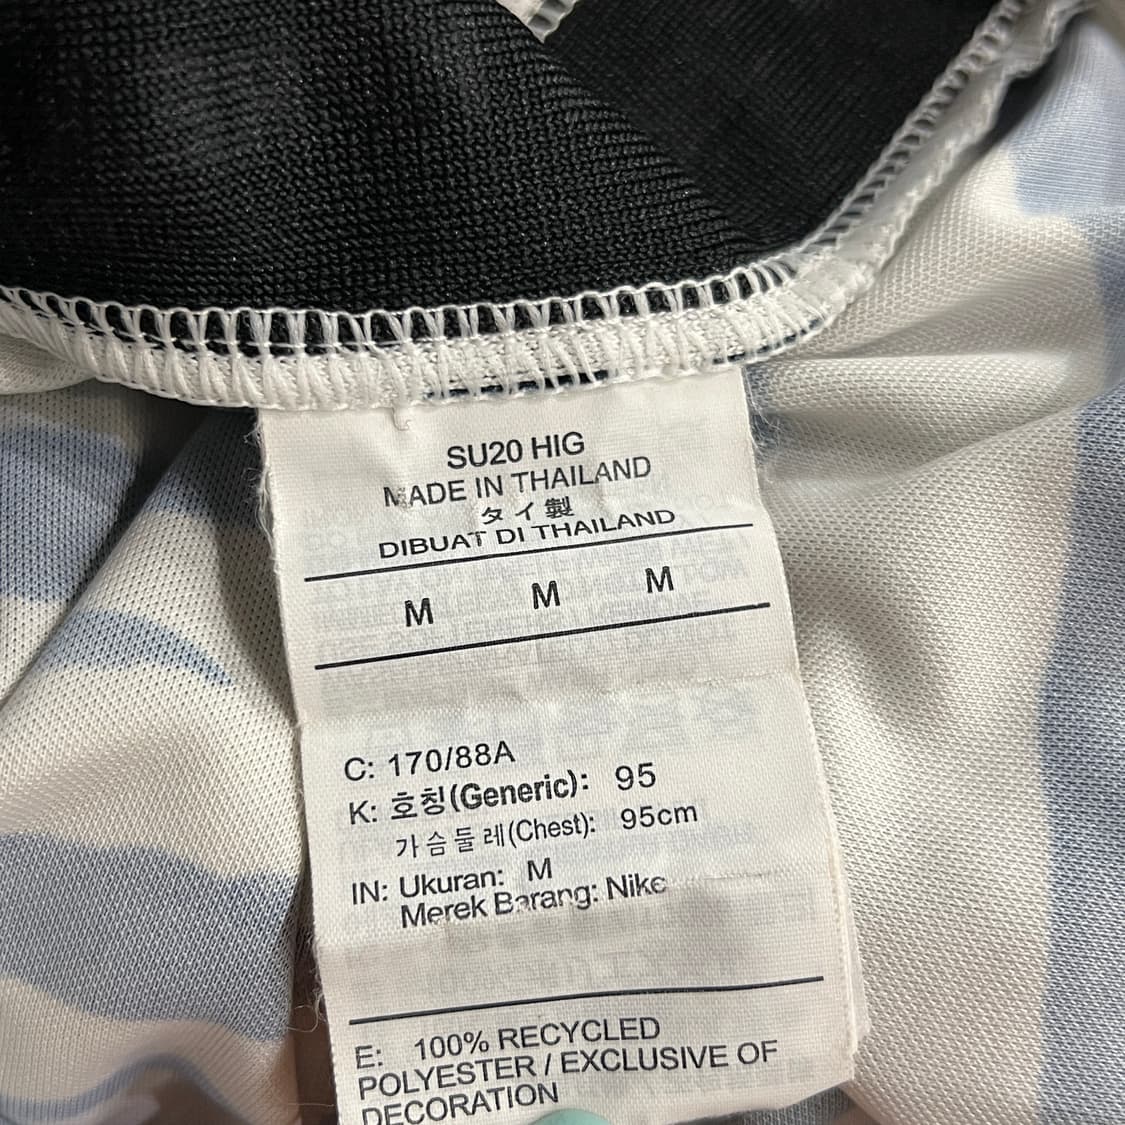 SU20 HIG
MADE IN THAILAND
タイ製
DIBUAT DI THAILAND
M M M
C: 170/88A
K: 호칭(Generic): 95
가슴둘레(Chest): 95cm
IN: Ukuran: M
Merek Barang: Nike
E: 100% RECYCLED
POLYESTER / EXCLUSIVE OF
DECORATION